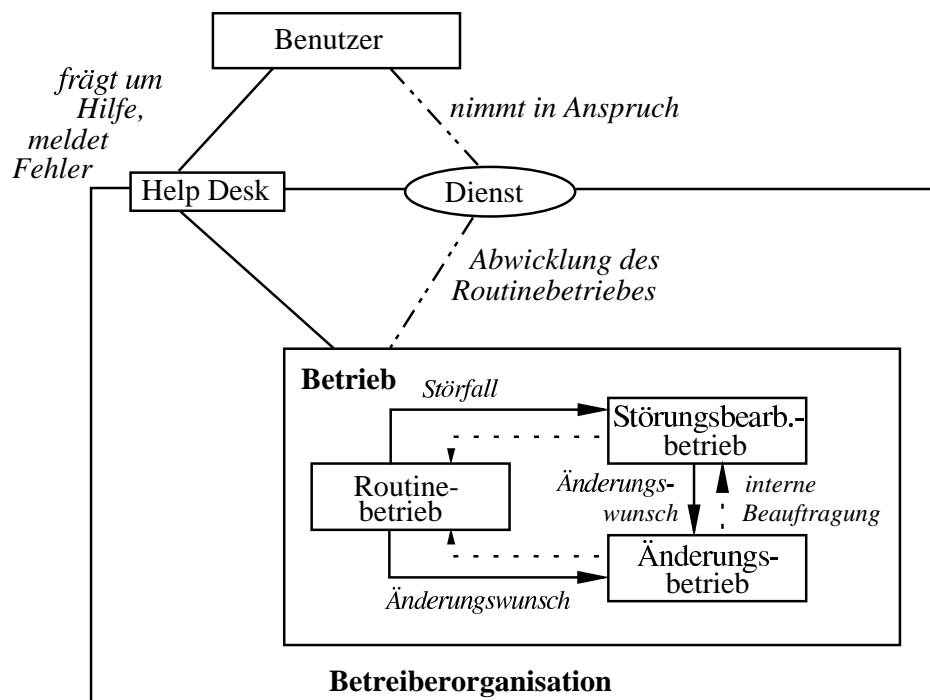 Benutzer
frägt um
Hilfe,
meldet
Fehler
nimmt in Anspruch
Help Desk
Dienst
Abwicklung des
Routinebetriebes
Betrieb
Störfall
Störungsbearb.-
betrieb
Routine-
betrieb
Änderungs-
wunsch
interne
Beauftragung
Änderungs-
betrieb
Änderungswunsch
Betreiberorganisation